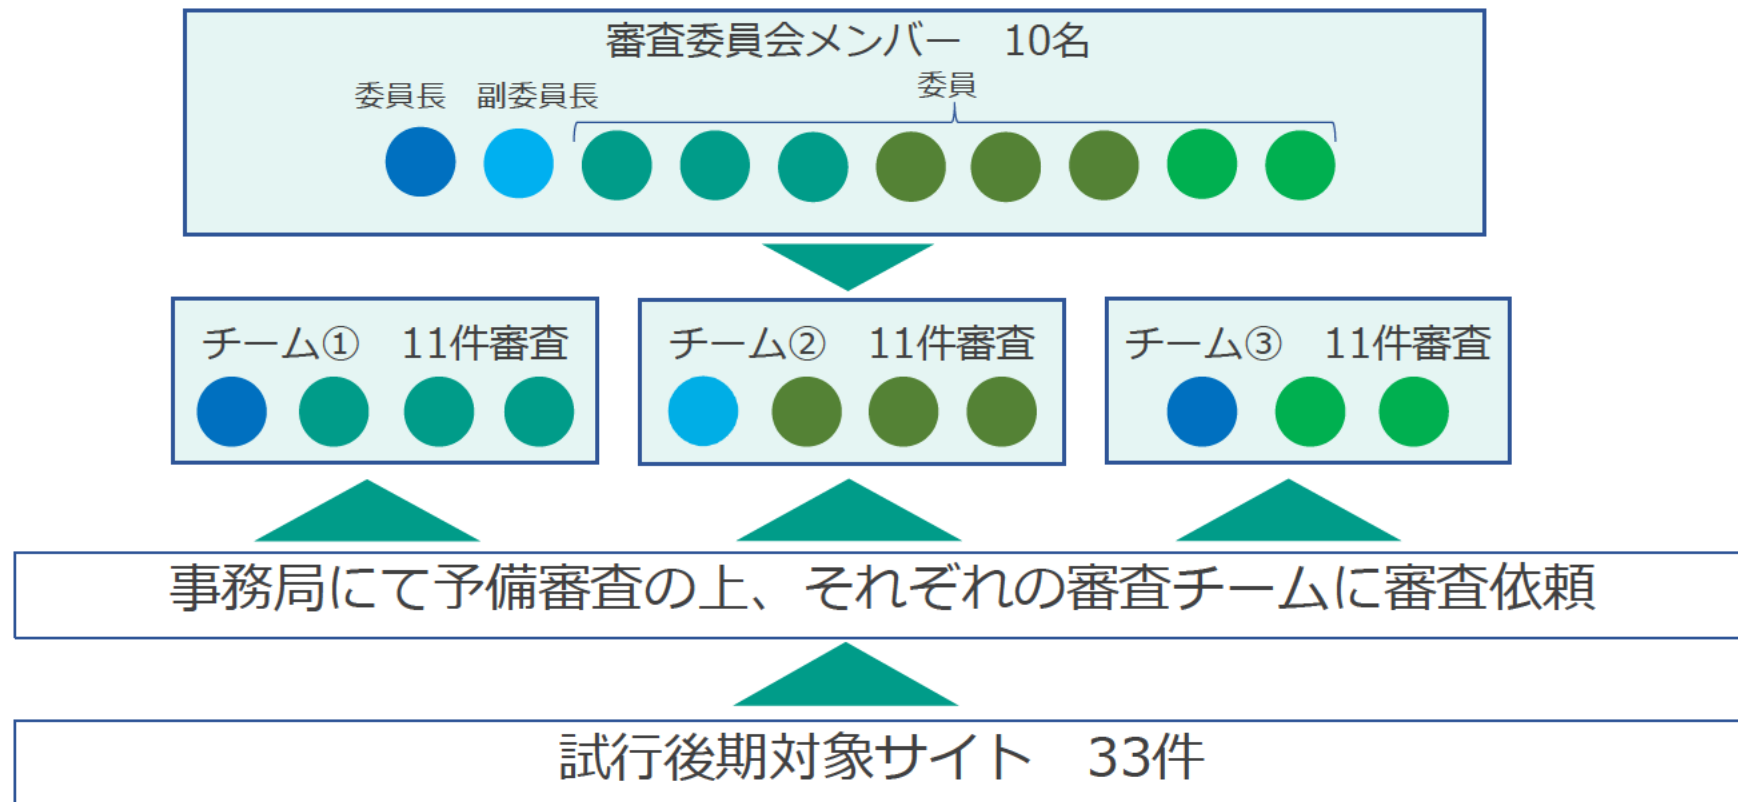 審査委員会メンバー　10名
委員長　副委員長
委員
チーム①　11件審査
チーム②　11件審査
チーム③　11件審査
事務局にて予備審査の上、それぞれの審査チームに審査依頼
試行後期対象サイト　33件